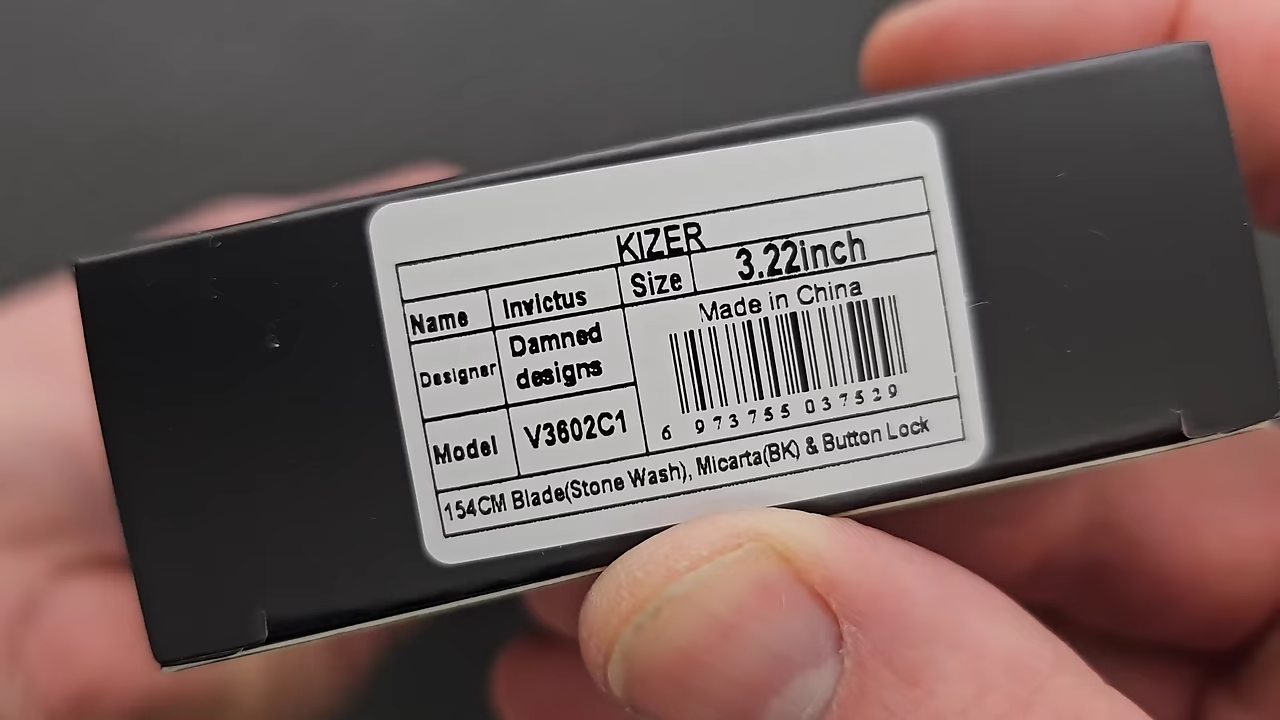 KIZER
Name Invictus Size 3.22inch
Designer Damned designs
Made in China
6 973755 037529
Model V3602C1
154CM Blade(Stone Wash), Micarta(BK) & Button Lock